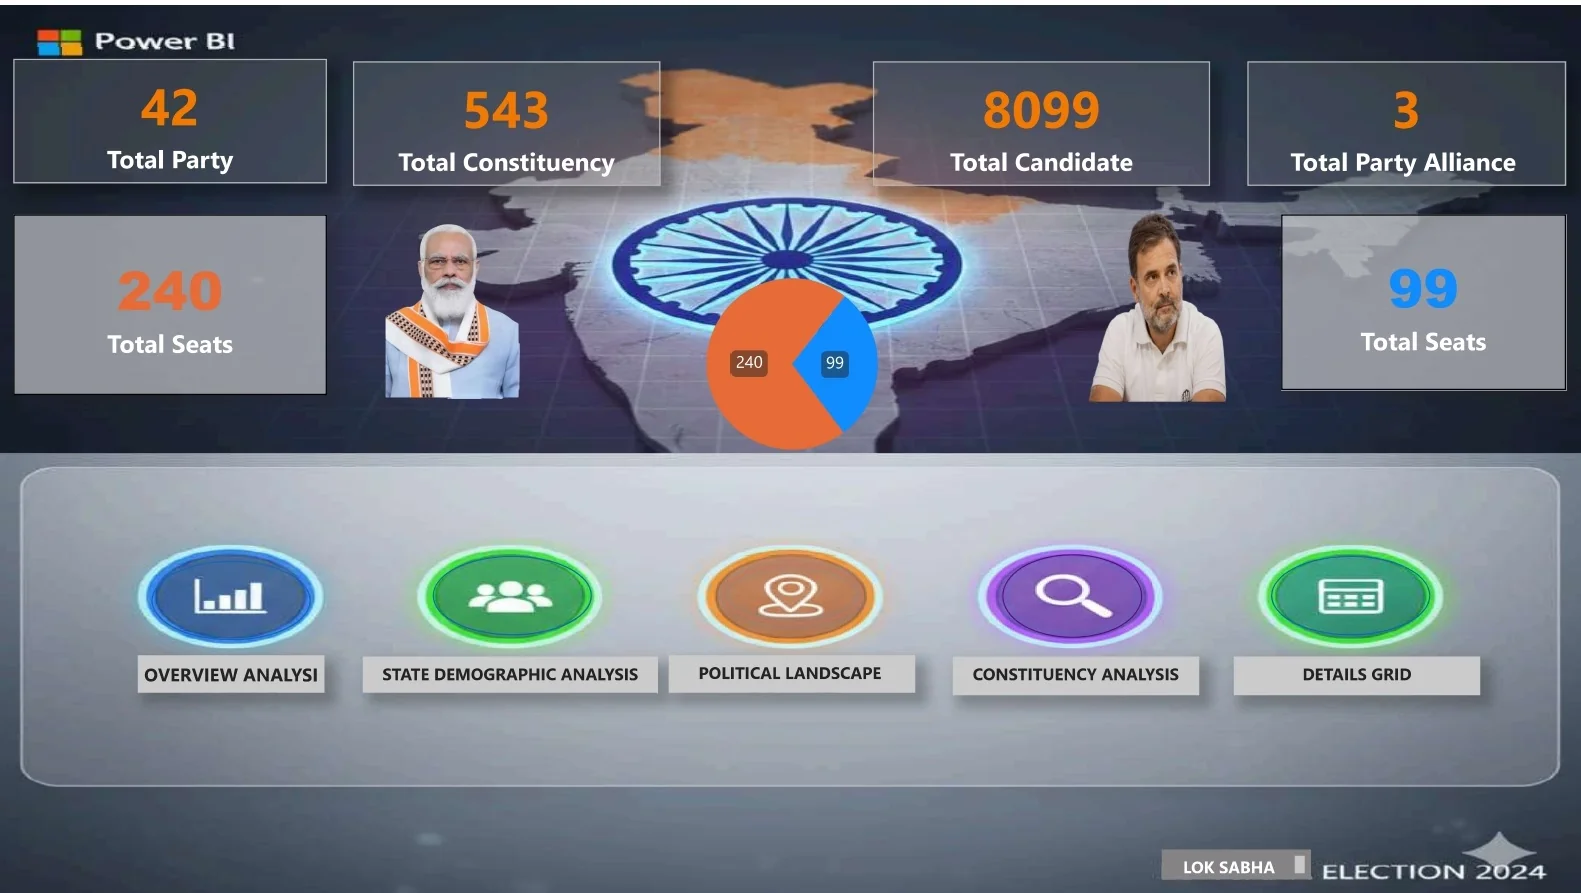 Power BI
42
Total Party
543
Total Constituency
8099
Total Candidate
3
Total Party Alliance
240
Total Seats
240
99
99
Total Seats
OVERVIEW ANALYSI
STATE DEMOGRAPHIC ANALYSIS
POLITICAL LANDSCAPE
CONSTITUENCY ANALYSIS
DETAILS GRID
LOK SABHA
ELECTION 2024